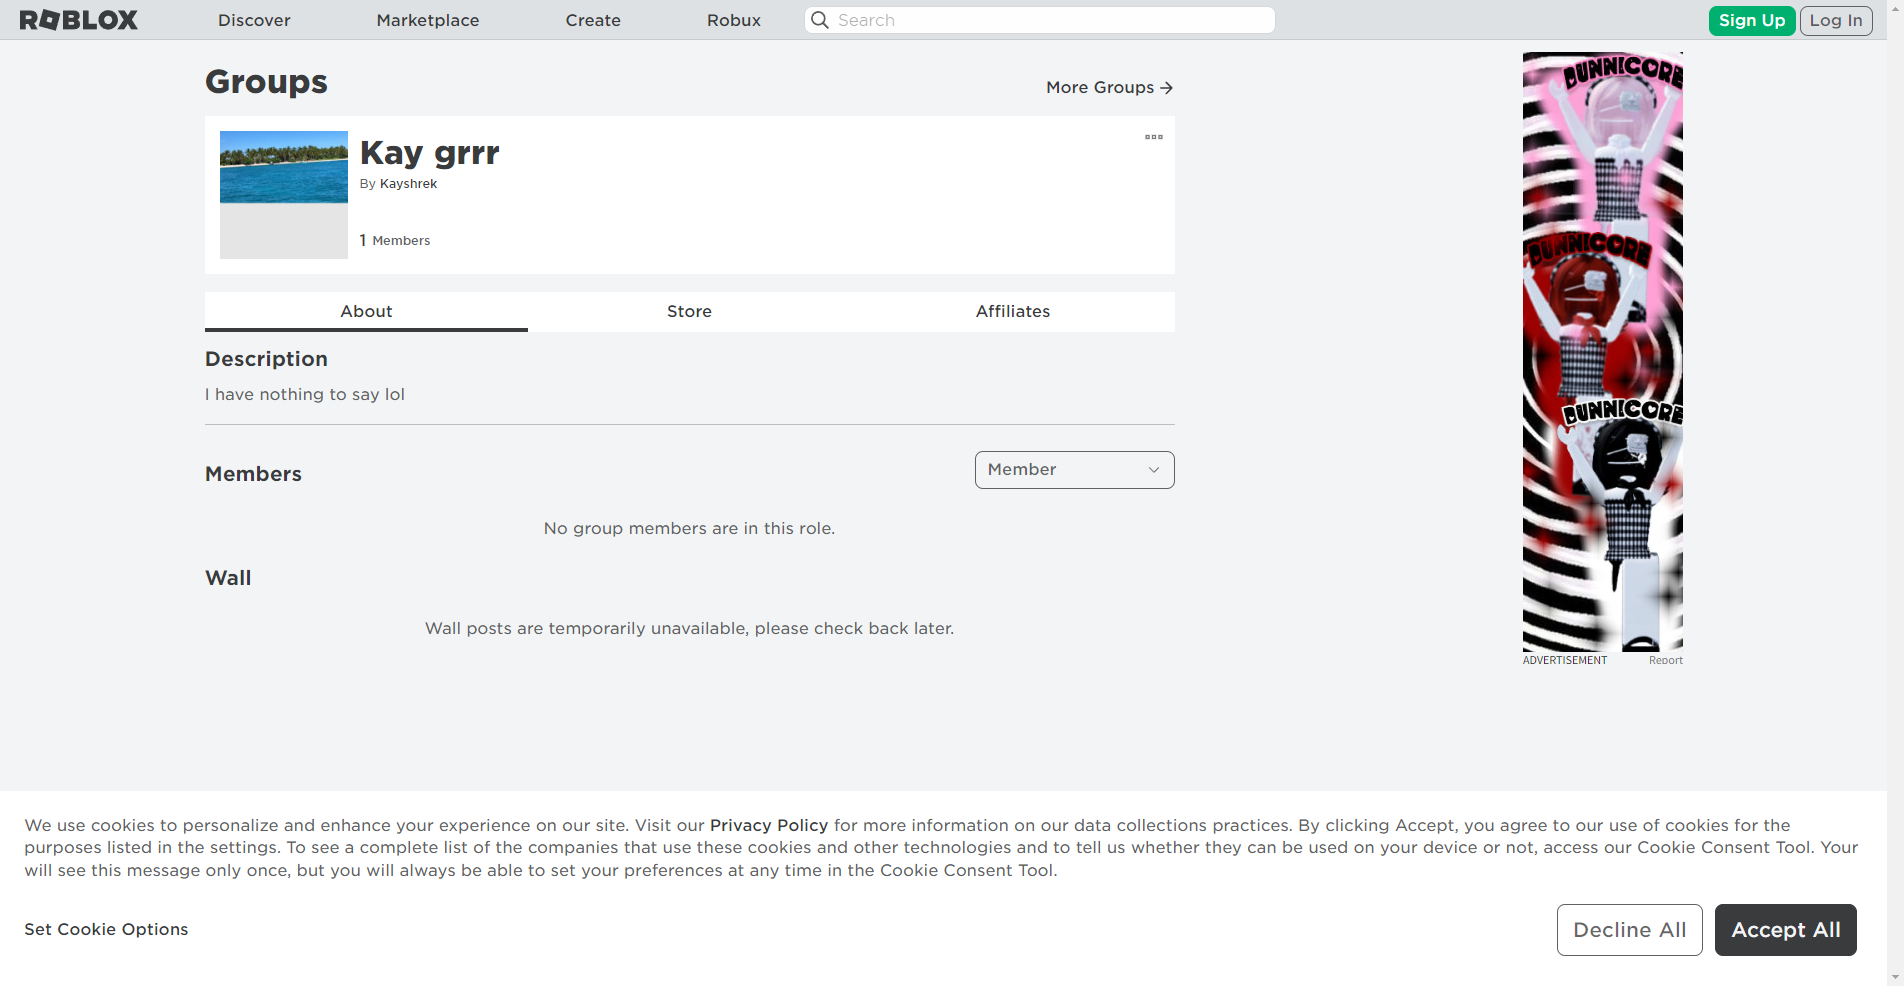 ROBLOX
Discover
Marketplace
Create
Robux
Search
Sign Up
Log In
Groups
More Groups
Kay grrr
By Kayshrek
1 Members
About
Store
Affiliates
Description
I have nothing to say lol
Members
Member
No group members are in this role.
Wall
Wall posts are temporarily unavailable, please check back later.
BUNNICORE
BUNNICORE
BUNNICORE
ADVERTISEMENT
Report
We use cookies to personalize and enhance your experience on our site. Visit our Privacy Policy for more information on our data collections practices. By clicking Accept, you agree to our use of cookies for the
purposes listed in the settings. To see a complete list of the companies that use these cookies and other technologies and to tell us whether they can be used on your device or not, access our Cookie Consent Tool. Your
will see this message only once, but you will always be able to set your preferences at any time in the Cookie Consent Tool.
Set Cookie Options
Decline All
Accept All